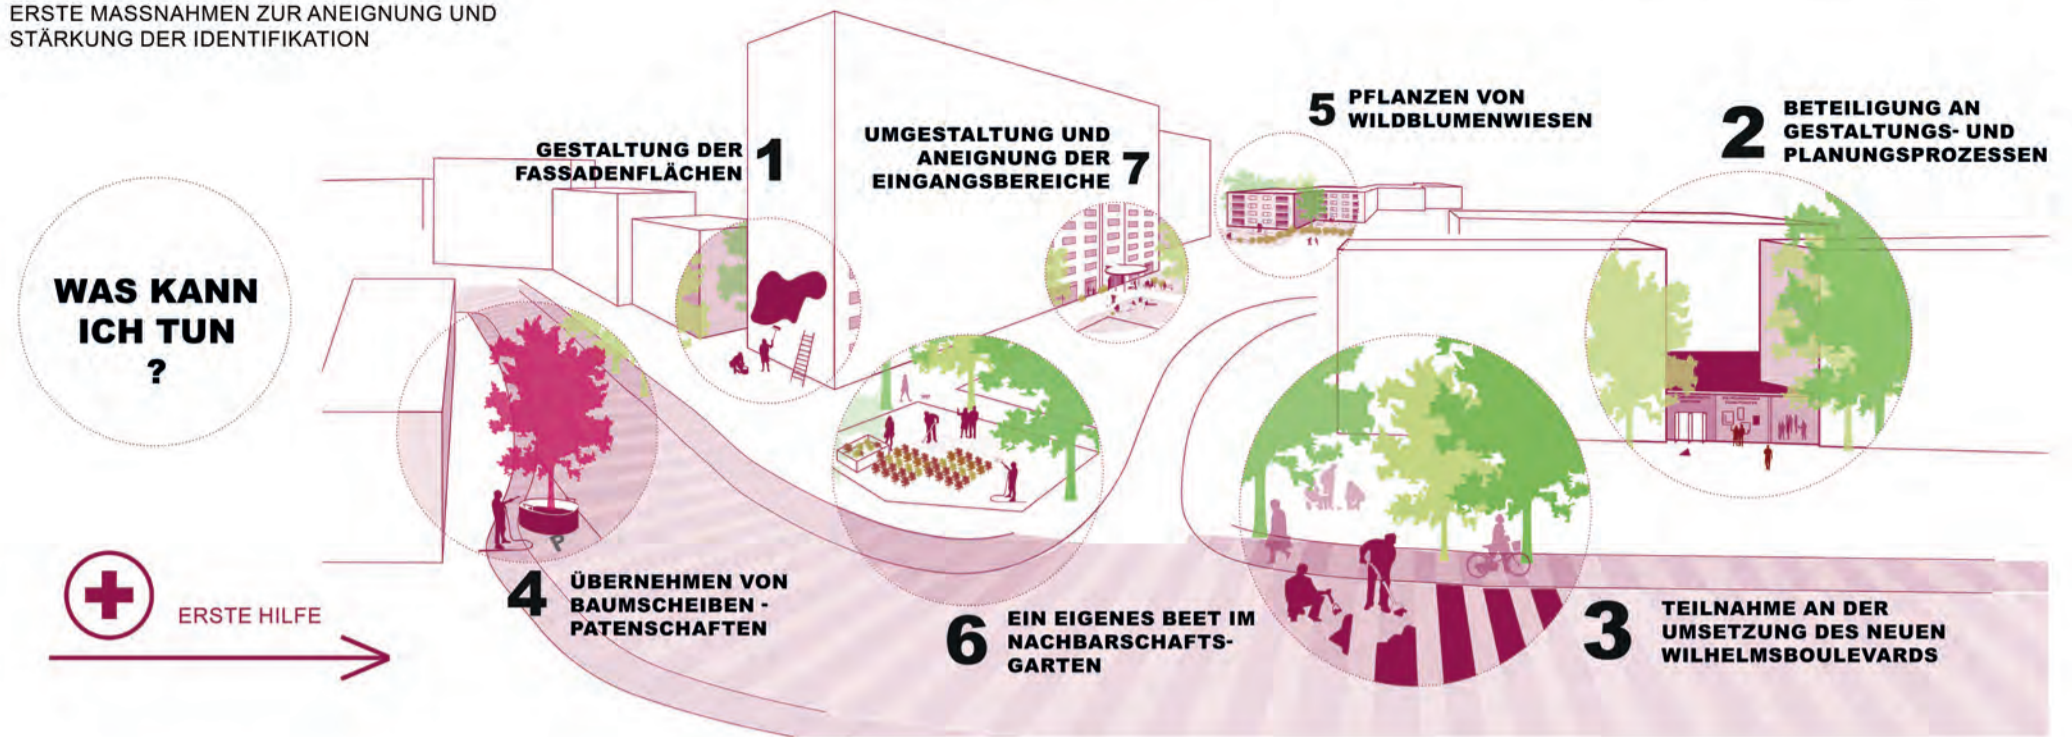 ERSTE MASSNAHMEN ZUR ANEIGNUNG UND
STÄRKUNG DER IDENTIFIKATION
WAS KANN
ICH TUN
?
ERSTE HILFE
GESTALTUNG DER
FASSADENFLÄCHEN
1
UMGESTALTUNG UND
ANEIGNUNG DER
EINGANGSBEREICHE
7
5
PFLANZEN VON
WILDBLUMENWIESEN
2
BETEILIGUNG AN
GESTALTUNGS- UND
PLANUNGSPROZESSEN
P
4
ÜBERNEHMEN VON
BAUMSCHEIBEN -
PATENSCHAFTEN
6
EIN EIGENES BEET IM
NACHBARSCHAFTS-
GARTEN
3
TEILNAHME AN DER
UMSETZUNG DES NEUEN
WILHELMSBOULEVARDS